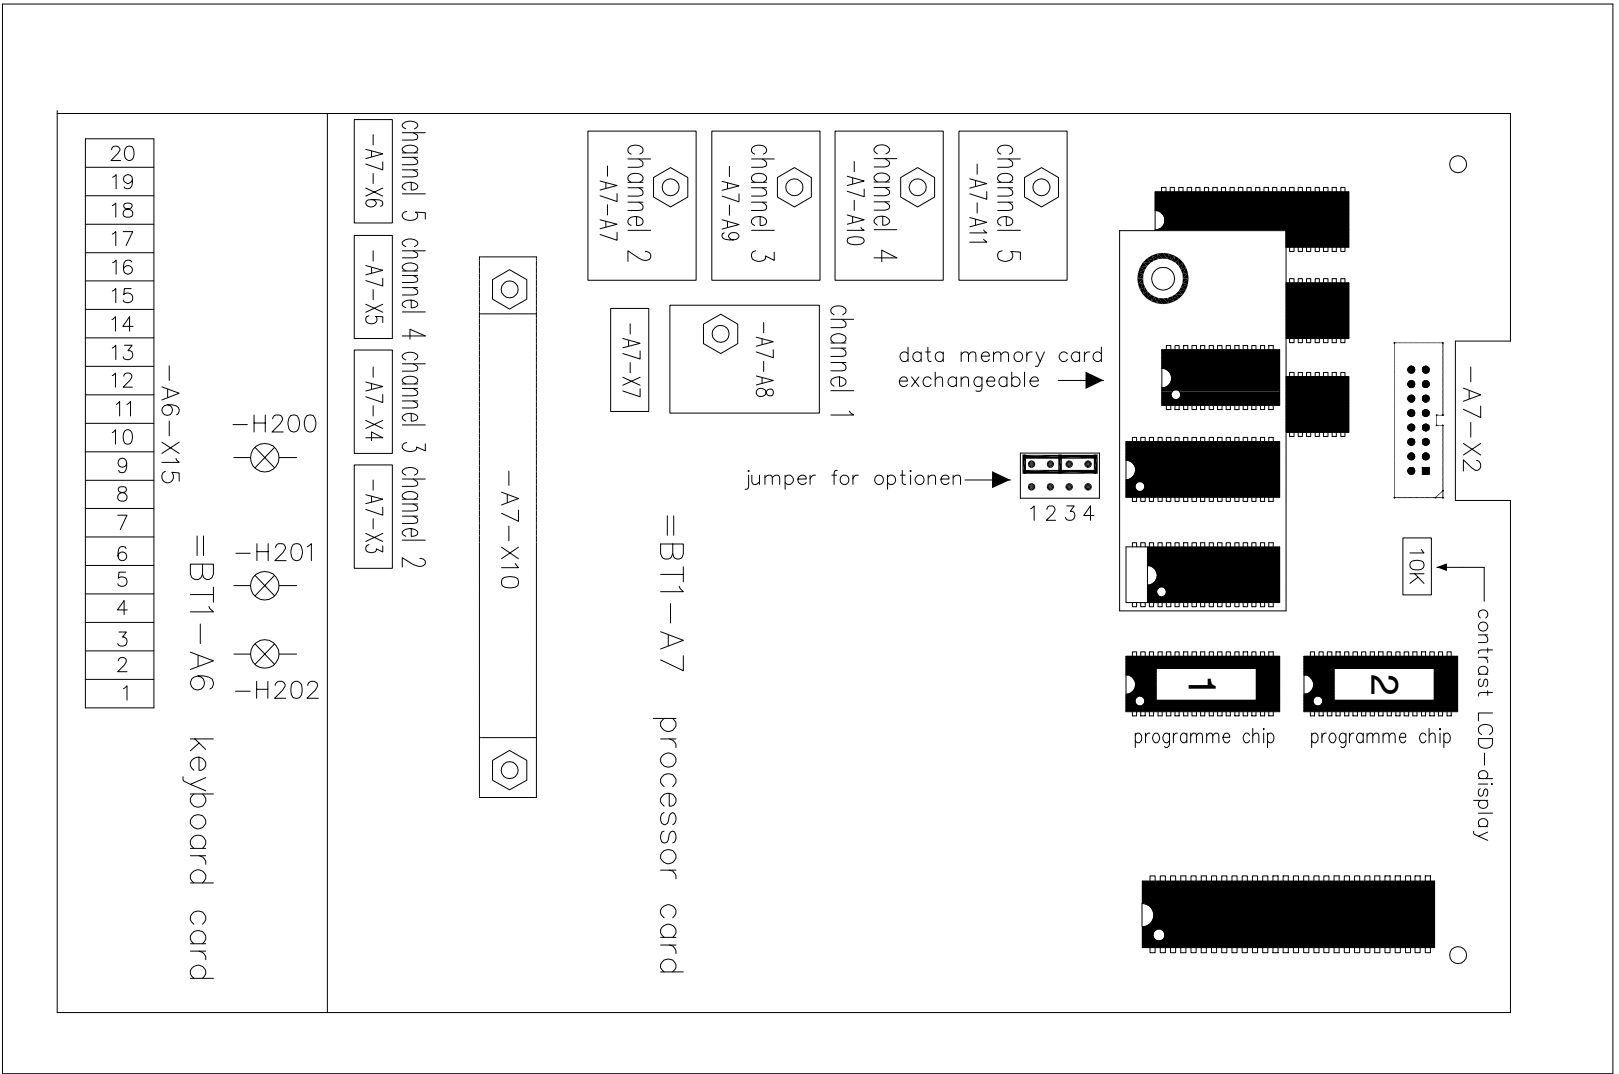 20
19
18
17
16
15
14
13
12
11
10
9
8
7
6
5
4
3
2
1
-A6-X15
=BT1-A6 keyboard card
-H200
-H201
-H202
-A7-X6
channel 5
-A7-X5
channel 4
-A7-X4
channel 3
-A7-X3
channel 2
-A7-X10
channel 2
-A7-A7
channel 3
-A7-A9
channel 4
-A7-A10
channel 5
-A7-A11
-A7-X7
-A7-A8
channel 1
=BT1-A7 processor card
data memory card
exchangeable
jumper for optionen
1 2 3 4
-A7-X2
10K
contrast LCD-display
1
programme chip
2
programme chip